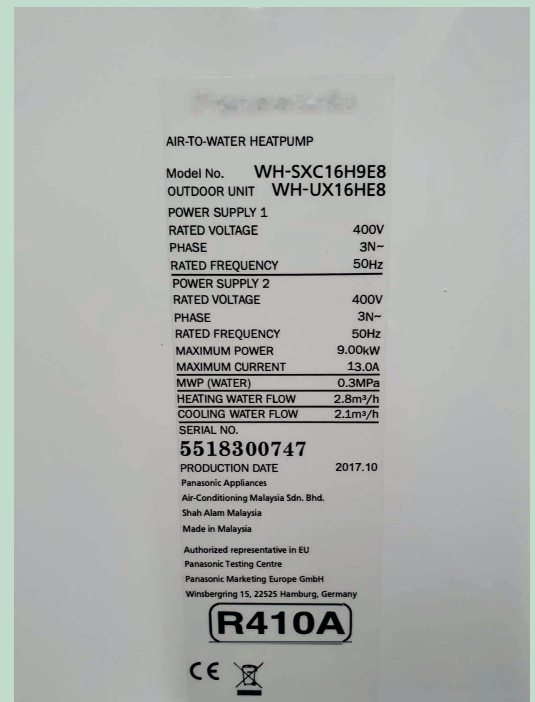 AIR-TO-WATER HEATPUMP
Model No. WH-SXC16H9E8
OUTDOOR UNIT WH-UX16HE8
POWER SUPPLY 1
RATED VOLTAGE 400V
PHASE 3N~
RATED FREQUENCY 50Hz
POWER SUPPLY 2
RATED VOLTAGE 400V
PHASE 3N~
RATED FREQUENCY 50Hz
MAXIMUM POWER 9.00kW
MAXIMUM CURRENT 13.0A
MWP (WATER) 0.3MPa
HEATING WATER FLOW 2.8m³/h
COOLING WATER FLOW 2.1m³/h
SERIAL NO.
5518300747
PRODUCTION DATE 2017.10
Panasonic Appliances
Air-Conditioning Malaysia Sdn. Bhd.
Shah Alam Malaysia
Made in Malaysia
Authorized representative in EU
Panasonic Testing Centre
Panasonic Marketing Europe GmbH
Winsbergring 15, 22525 Hamburg, Germany
R410A
CE